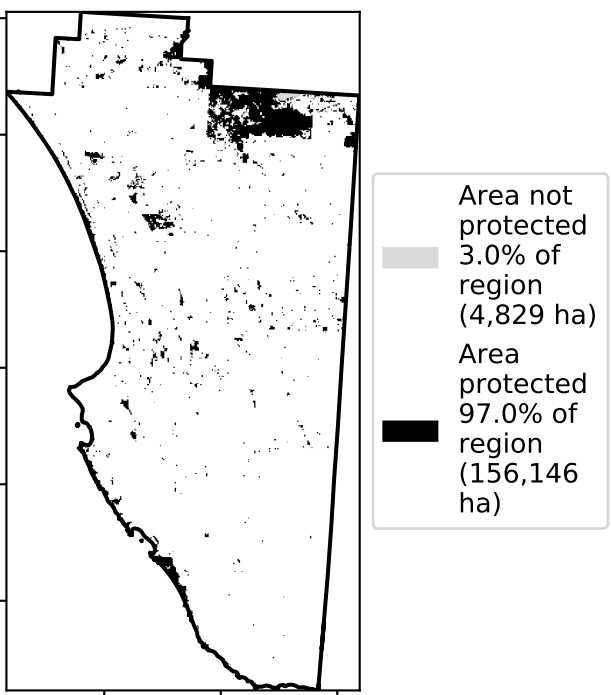 Area not
protected
3.0% of
region
(4,829 ha)
Area
protected
97.0% of
region
(156,146
ha)